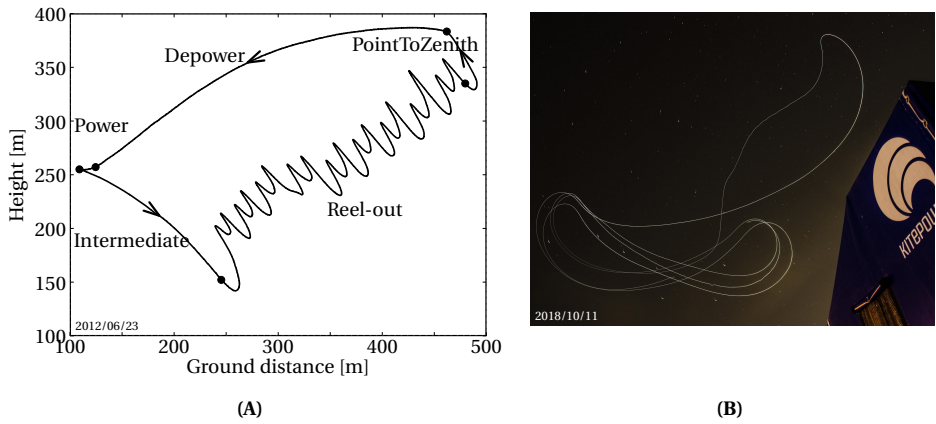 400
350
300
250
200
150
100
Height [m]
Depower
PointToZenith
Power
Reel-out
Intermediate
2012/06/23
100
200
300
400
500
Ground distance [m]
(A)
KITEPOW
2018/10/11
(B)